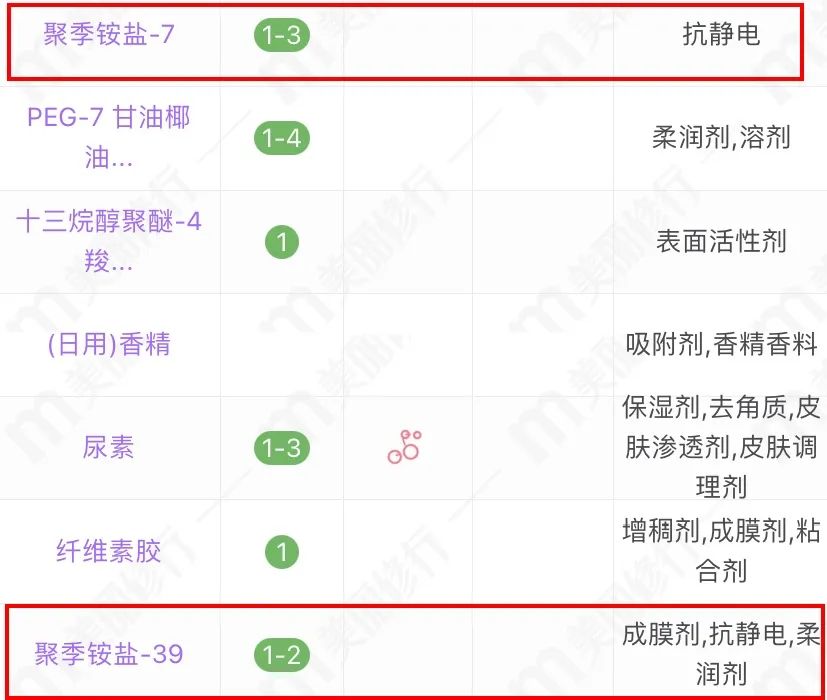 聚季铵盐-7 1-3 抗静电
PEG-7 甘油椰
油... 1-4 柔润剂,溶剂
十三烷醇聚醚-4
羧... 1 表面活性剂
(日用)香精 吸附剂,香精香料
尿素 1-3 保湿剂,去角质,皮
肤渗透剂,皮肤调
理剂
纤维素胶 1 增稠剂,成膜剂,粘
合剂
聚季铵盐-39 1-2 成膜剂,抗静电,柔
润剂
美丽修行